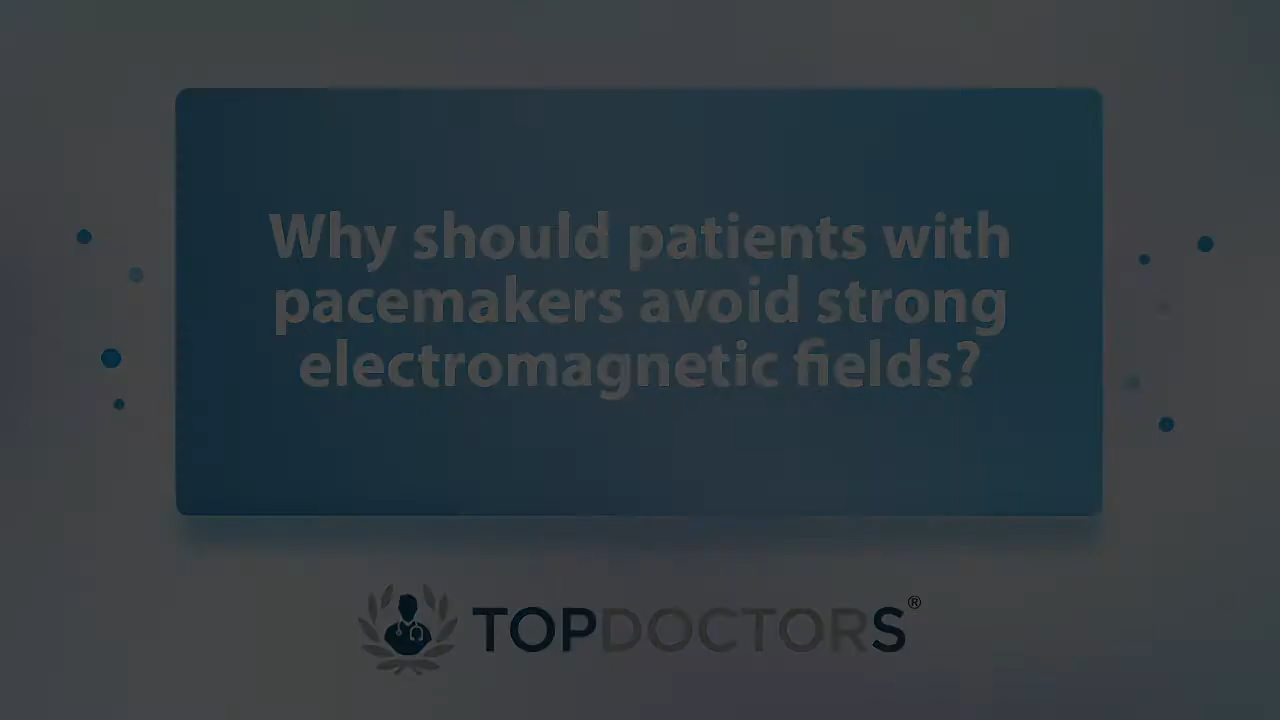 Why should patients with
pacemakers avoid strong
electromagnetic fields?
TOPDOCTORS®